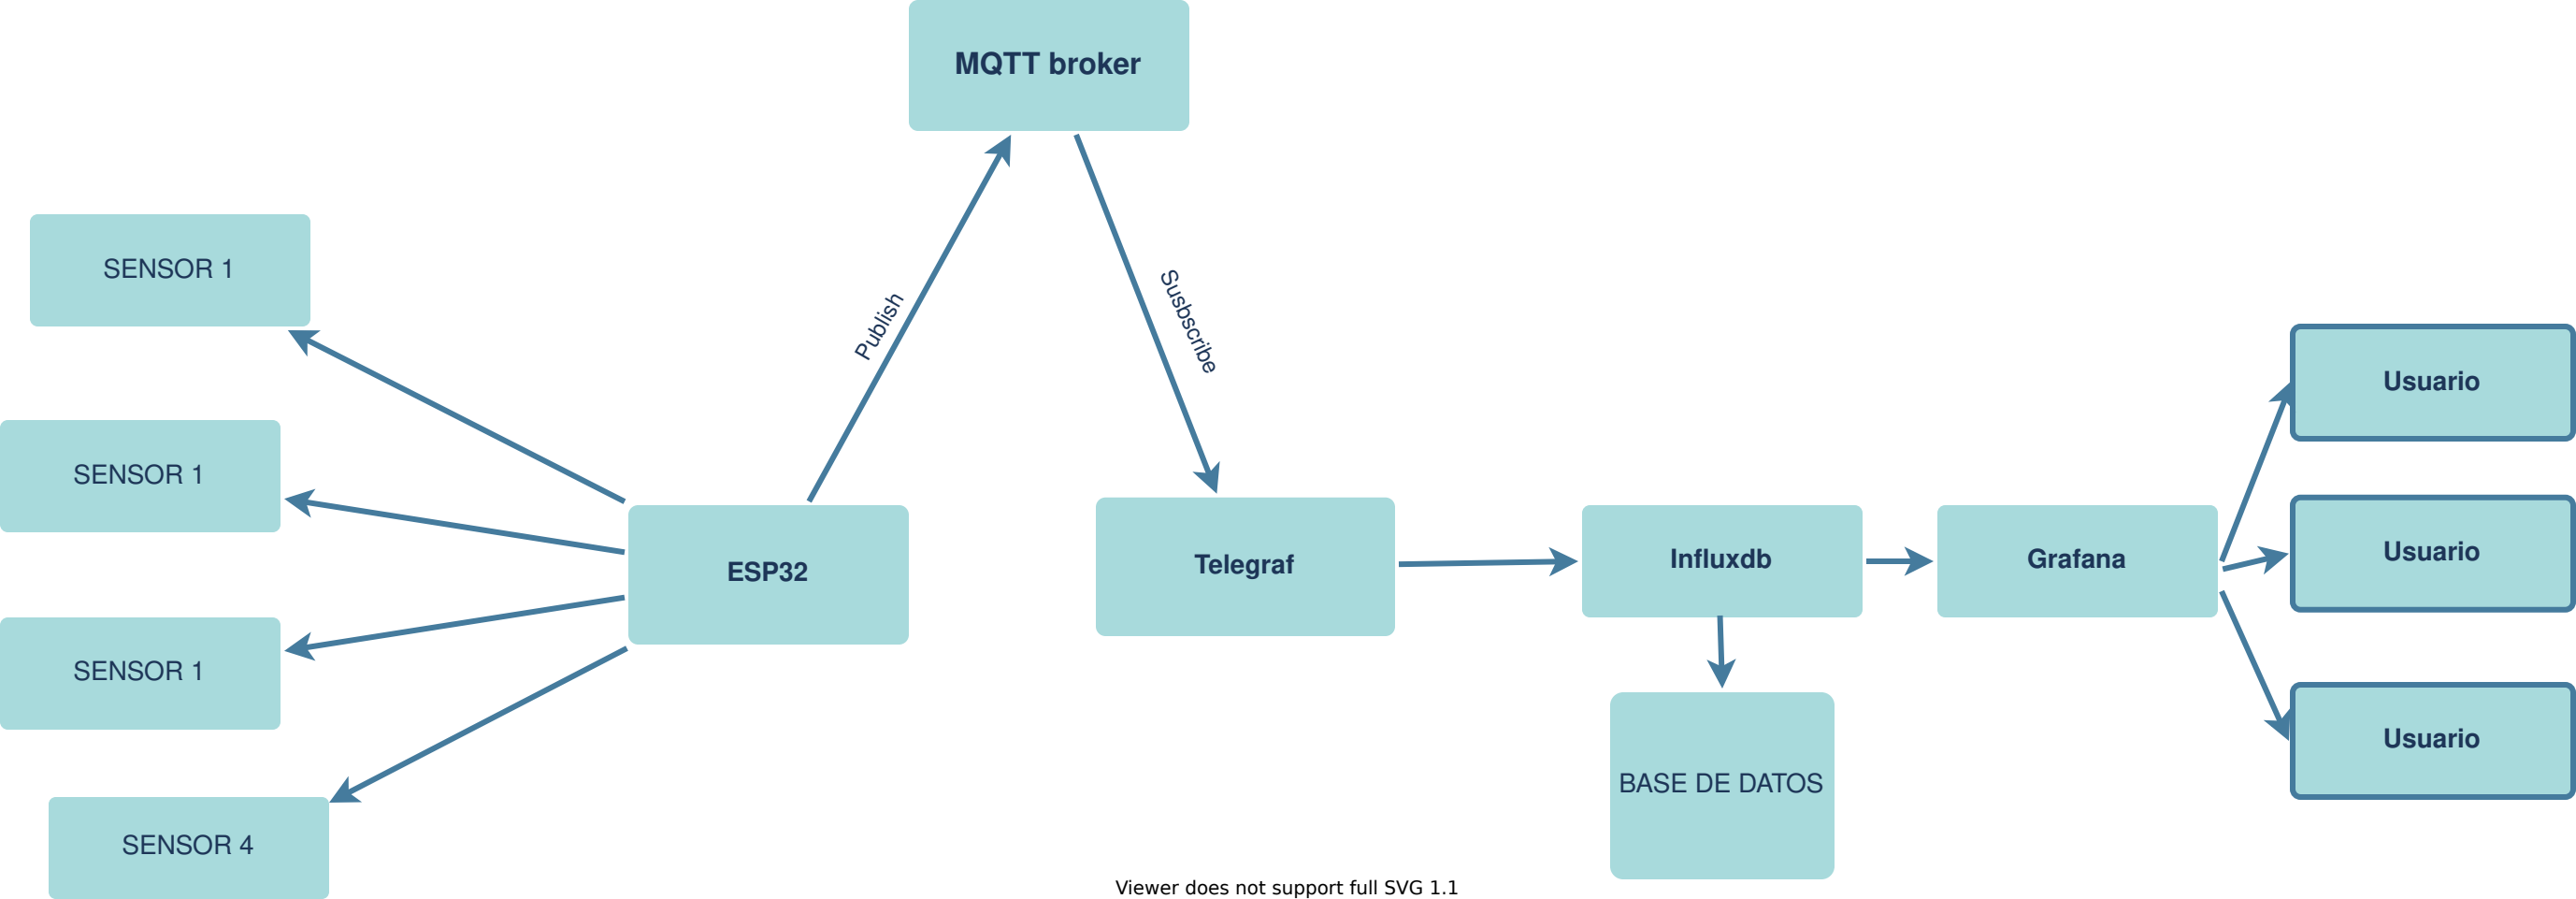 MQTT broker
SENSOR 1
Publish
Susbscribe
Usuario
SENSOR 1
ESP32
Telegraf
Influxdb
Grafana
Usuario
SENSOR 1
BASE DE DATOS
Usuario
SENSOR 4
Viewer does not support full SVG 1.1